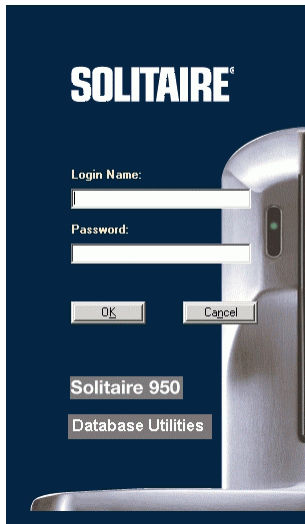 SOLITAIRE®
Login Name:
Password:
OK
Cancel
Solitaire 950
Database Utilities